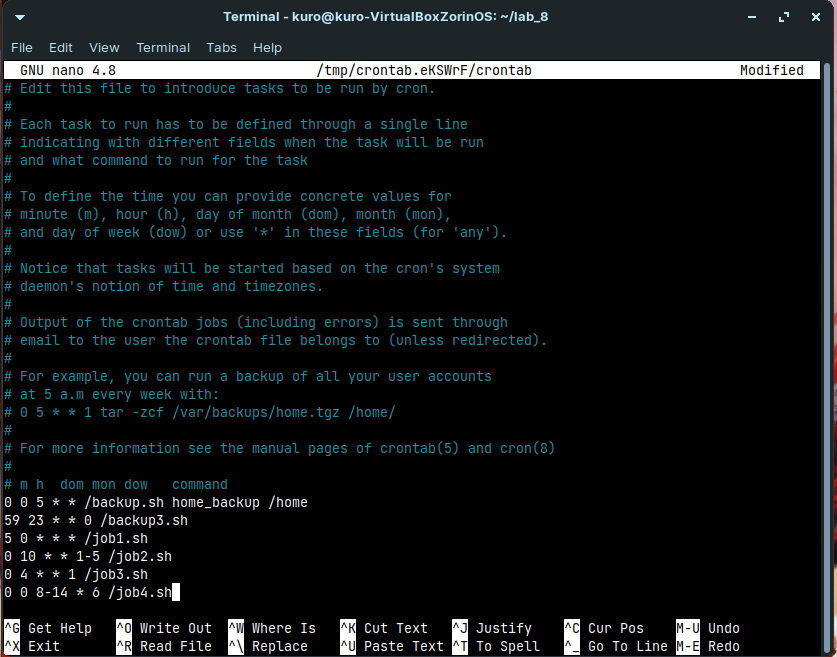 Terminal - kuro@kuro-VirtualBoxZorinOS: ~/lab_8
File Edit View Terminal Tabs Help
GNU nano 4.8 /tmp/crontab.eKSWrF/crontab Modified
# Edit this file to introduce tasks to be run by cron.
#
# Each task to run has to be defined through a single line
# indicating with different fields when the task will be run
# and what command to run for the task
#
# To define the time you can provide concrete values for
# minute (m), hour (h), day of month (dom), month (mon),
# and day of week (dow) or use '*' in these fields (for 'any').
#
# Notice that tasks will be started based on the cron's system
# daemon's notion of time and timezones.
#
# Output of the crontab jobs (including errors) is sent through
# email to the user the crontab file belongs to (unless redirected).
#
# For example, you can run a backup of all your user accounts
# at 5 a.m every week with:
# 0 5 * * 1 tar -zcf /var/backups/home.tgz /home/
#
# For more information see the manual pages of crontab(5) and cron(8)
#
# m h  dom mon dow   command
0 0 5 * * /backup.sh home_backup /home
59 23 * * 0 /backup3.sh
5 0 * * * /job1.sh
0 10 * * 1-5 /job2.sh
0 4 * * 1 /job3.sh
0 0 8-14 * 6 /job4.sh
^G Get Help ^O Write Out ^W Where Is ^K Cut Text ^J Justify ^C Cur Pos M-U Undo
^X Exit ^R Read File ^\ Replace ^U Paste Text ^T To Spell ^_ Go To Line M-E Redo